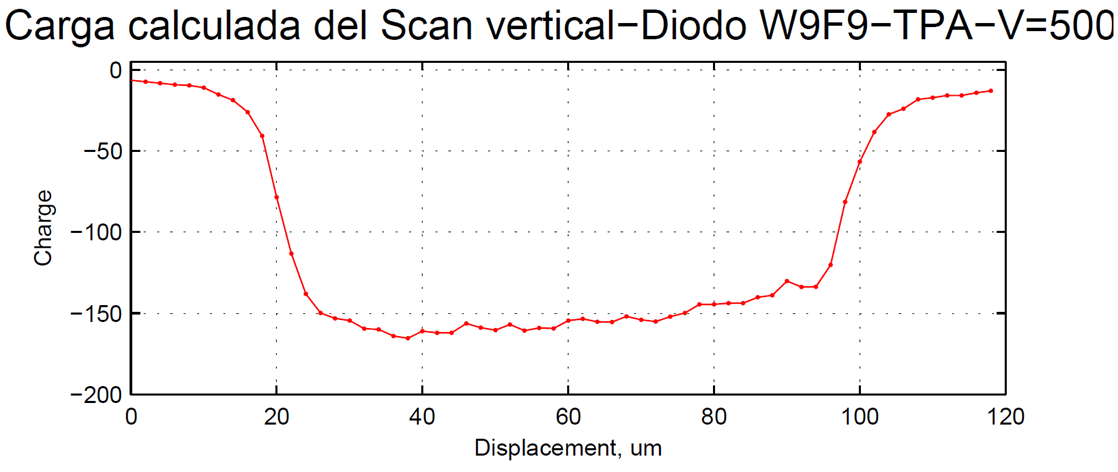 Carga calculada del Scan vertical−Diodo W9F9−TPA−V=500
0
−50
−100
−150
−200
Charge
0 20 40 60 80 100 120
Displacement, um